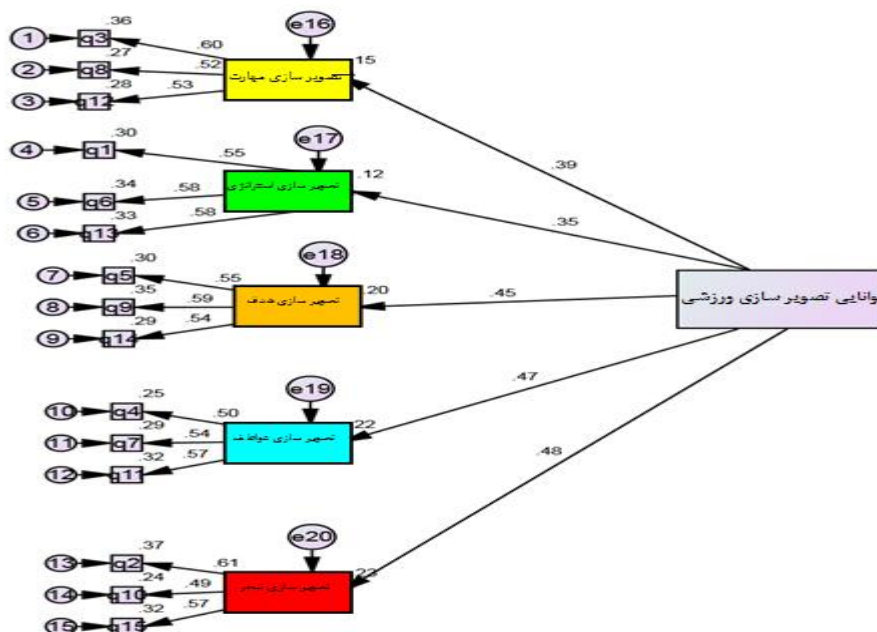 e16
.36
1 q3 .60
.27
2 q8 .52
.28
3 q12 .53
تصویر سازی مهارت
.15
.39
e17
.30
4 q1 .55
.34
5 q6 .58
.33
6 q13 .58
تصویر سازی استراتژی
.12
.35
e18
.30
7 q5 .55
.35
8 q9 .59
.29
9 q14 .54
تصویر سازی هدف
.20
.45
وانایی تصویر سازی ورزشی
e19
.25
10 q4 .50
.29
11 q7 .54
.32
12 q11 .57
تصویر سازی عواطف
.22
.47
e20
.37
13 q2 .61
.24
14 q10 .49
.32
15 q15 .57
تصویر سازی
.23
.48